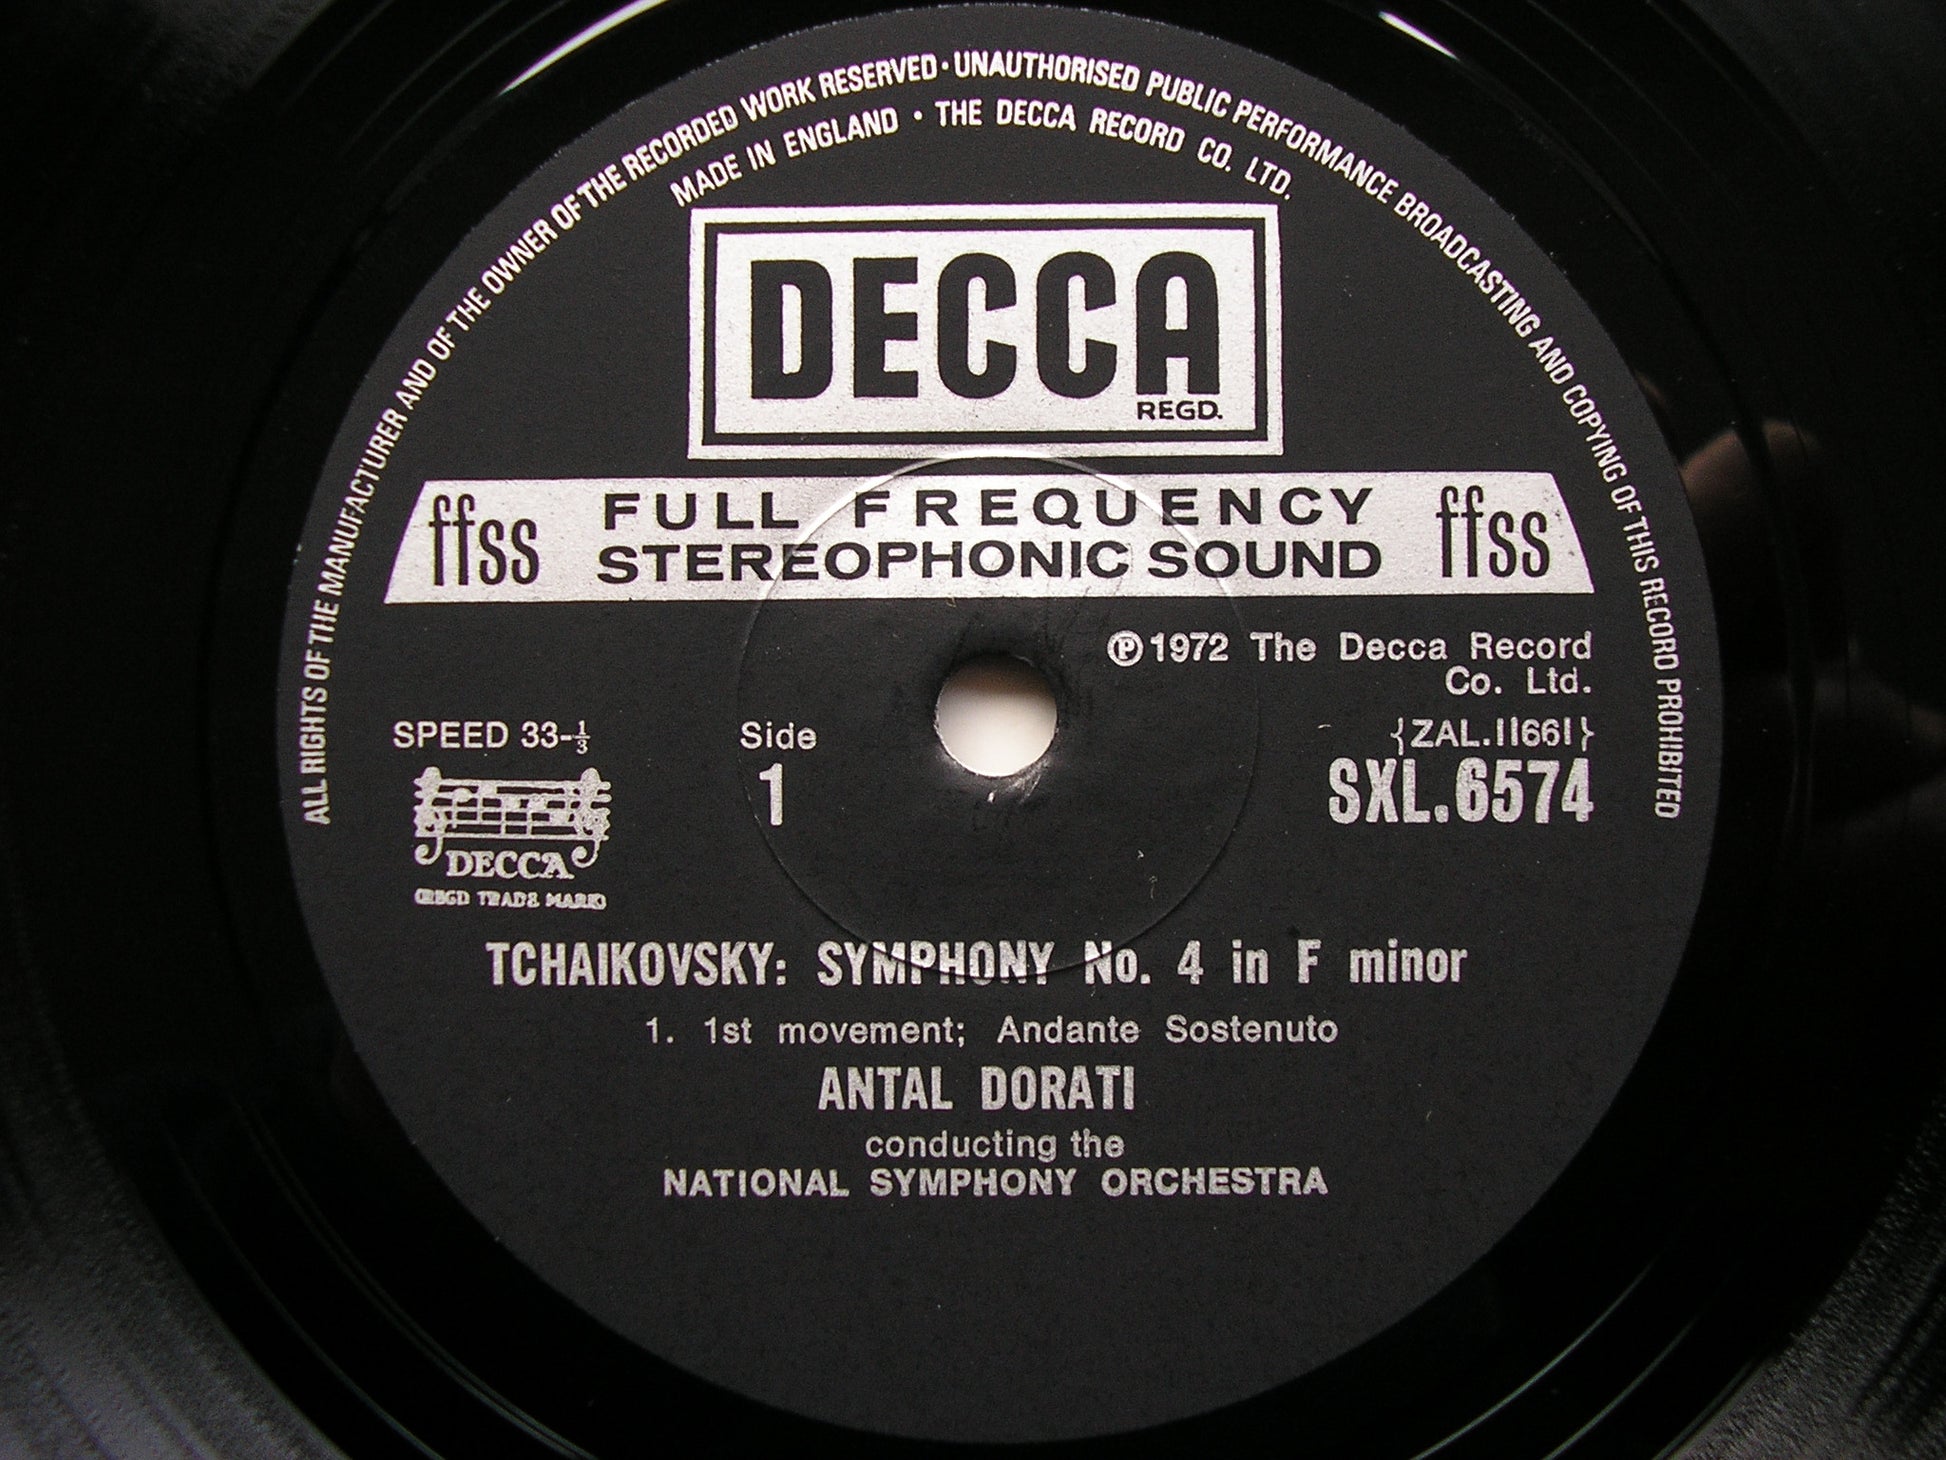 ALL RIGHTS OF THE MANUFACTURER AND OF THE OWNER OF THE RECORDED WORK RESERVED · UNAUTHORISED PUBLIC PERFORMANCE BROADCASTING AND COPYING OF THIS RECORD PROHIBITED
MADE IN ENGLAND · THE DECCA RECORD CO. LTD.
DECCA
REGD.
ffss FULL FREQUENCY ffss
STEREOPHONIC SOUND
Ⓟ 1972 The Decca Record
Co. Ltd.
SPEED 33-⅓ Side {ZAL.11661}
1 SXL.6574
DECCA
(REGD TRADE MARK)
TCHAIKOVSKY: SYMPHONY No. 4 in F minor
1. 1st movement; Andante Sostenuto
ANTAL DORATI
conducting the
NATIONAL SYMPHONY ORCHESTRA